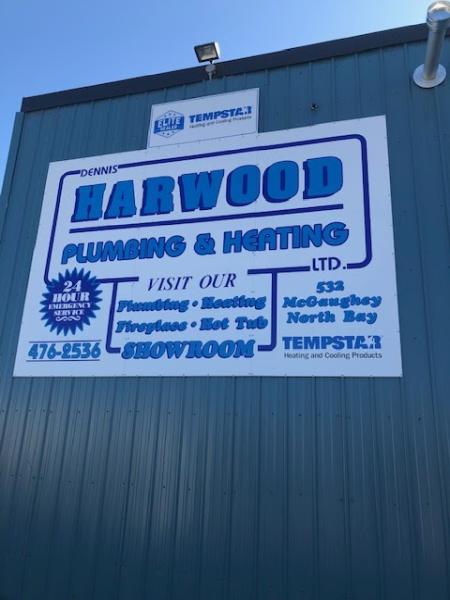 ELITE
DEALER
TEMPSTAR
Heating and Cooling Products
DENNIS
HARWOOD
PLUMBING & HEATING
LTD.
24
HOUR
EMERGENCY
SERVICE
476-2536
VISIT OUR
Plumbing • Heating
Fireplace • Hot Tub
SHOWROOM
532
McGaughey
North Bay
TEMPSTAR
Heating and Cooling Products